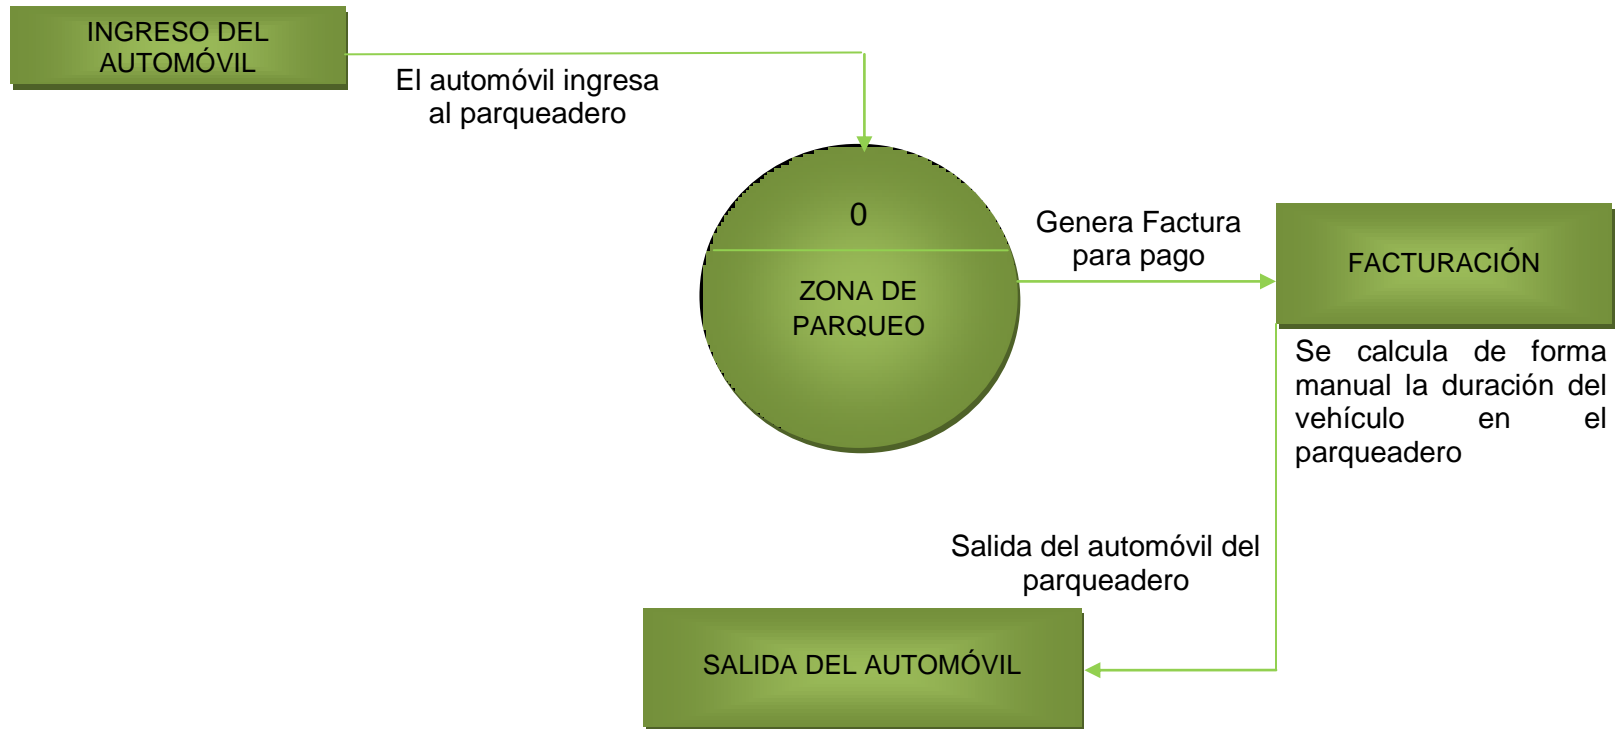 INGRESO DEL
AUTOMÓVIL
El automóvil ingresa
al parqueadero
0
ZONA DE
PARQUEO
Genera Factura
para pago
FACTURACIÓN
Se calcula de forma
manual la duración del
vehículo en el
parqueadero
Salida del automóvil del
parqueadero
SALIDA DEL AUTOMÓVIL